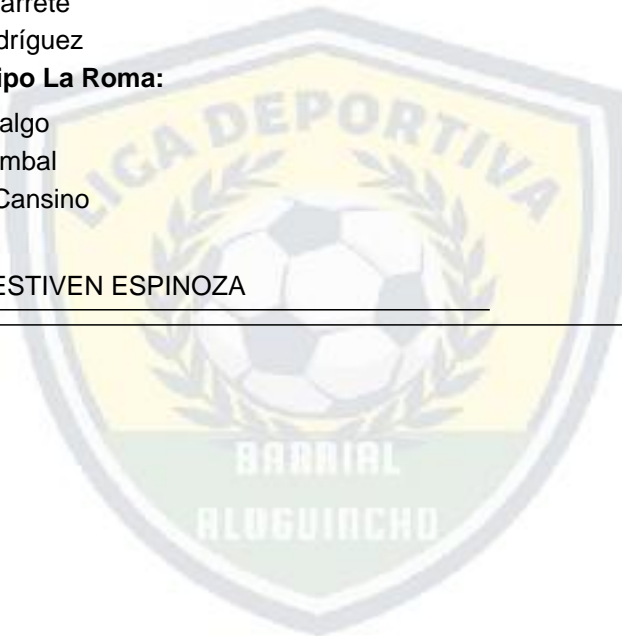 arrete
dríguez
ipo La Roma:
algo
mbal
Cansino
ESTIVEN ESPINOZA
LIGA DEPORTIVA
BARRIAL
ALUGUINCHO